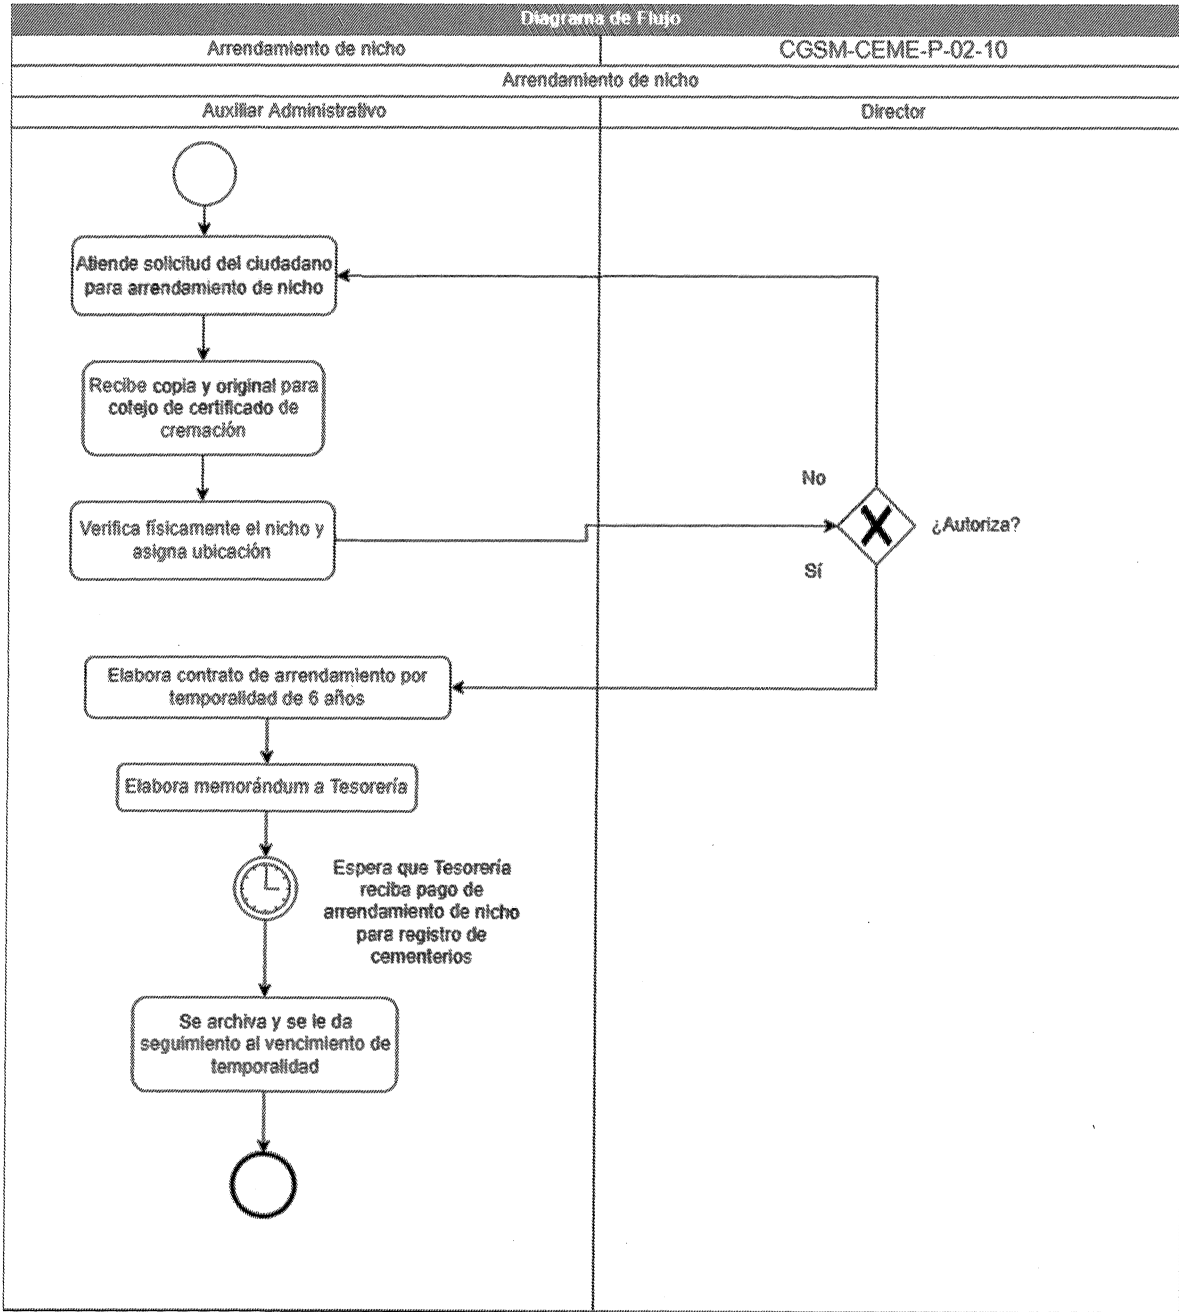 Diagrama de Flujo
Arrendamiento de nicho
CGSM-CEME-P-02-10
Arrendamiento de nicho
Auxiliar Administrativo
Director
Atiende solicitud del ciudadano
para arrendamiento de nicho
Recibe copia y original para
cotejo de certificado de
cremación
Verifica físicamente el nicho y
asigna ubicación
No
¿Autoriza?
Sí
Elabora contrato de arrendamiento por
temporalidad de 6 años
Elabora memorándum a Tesorería
Espera que Tesorería
reciba pago de
arrendamiento de nicho
para registro de
cementerios
Se archiva y se le da
seguimiento al vencimiento de
temporalidad